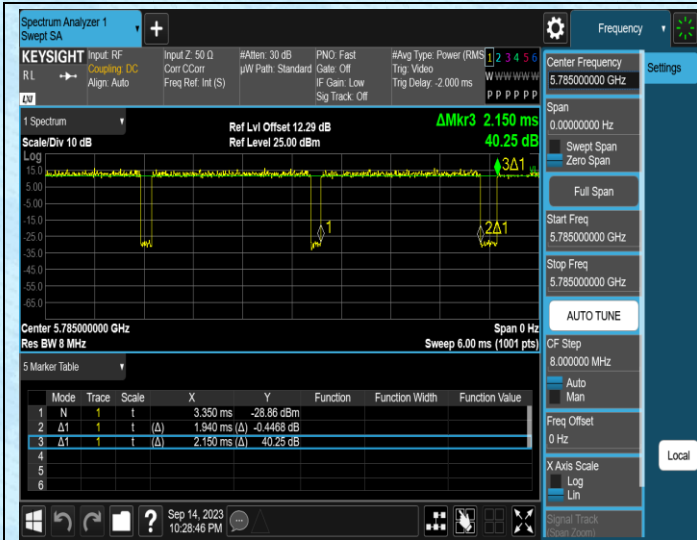 Spectrum Analyzer 1
Swept SA
+
Frequency
KEYSIGHT
RL
LXI
Input: RF
Coupling: DC
Align: Auto
Input Z: 50 Ω
Corr CCorr
Freq Ref: Int (S)
#Atten: 30 dB
µW Path: Standard
PNO: Fast
Gate: Off
IF Gain: Low
Sig Track: Off
#Avg Type: Power (RMS
Trig: Video
Trig Delay: -2.000 ms
1 2 3 4 5 6
W W W W W W
P P P P P P
Center Frequency
5.785000000 GHz
Settings
Span
0.00000000 Hz
Swept Span
Zero Span
Full Span
Start Freq
5.785000000 GHz
Stop Freq
5.785000000 GHz
AUTO TUNE
CF Step
8.000000 MHz
Auto
Man
Freq Offset
0 Hz
X Axis Scale
Log
Lin
Signal Track
(Span Zoom)
Local
1 Spectrum
Scale/Div 10 dB
Ref Lvl Offset 12.29 dB
Ref Level 25.00 dBm
ΔMkr3 2.150 ms
40.25 dB
Log
15.0
5.00
-5.00
-15.0
-25.0
-35.0
-45.0
-55.0
-65.0
3Δ1
1
2Δ1
Center 5.785000000 GHz
Span 0 Hz
Res BW 8 MHz
Sweep 6.00 ms (1001 pts)
5 Marker Table
Mode Trace Scale X Y Function Function Width Function Value
1 N 1 t 3.350 ms -28.86 dBm
2 Δ1 1 t (Δ) 1.940 ms (Δ) -0.4468 dB
3 Δ1 1 t (Δ) 2.150 ms (Δ) 40.25 dB
4
5
6
?
Sep 14, 2023
10:28:46 PM